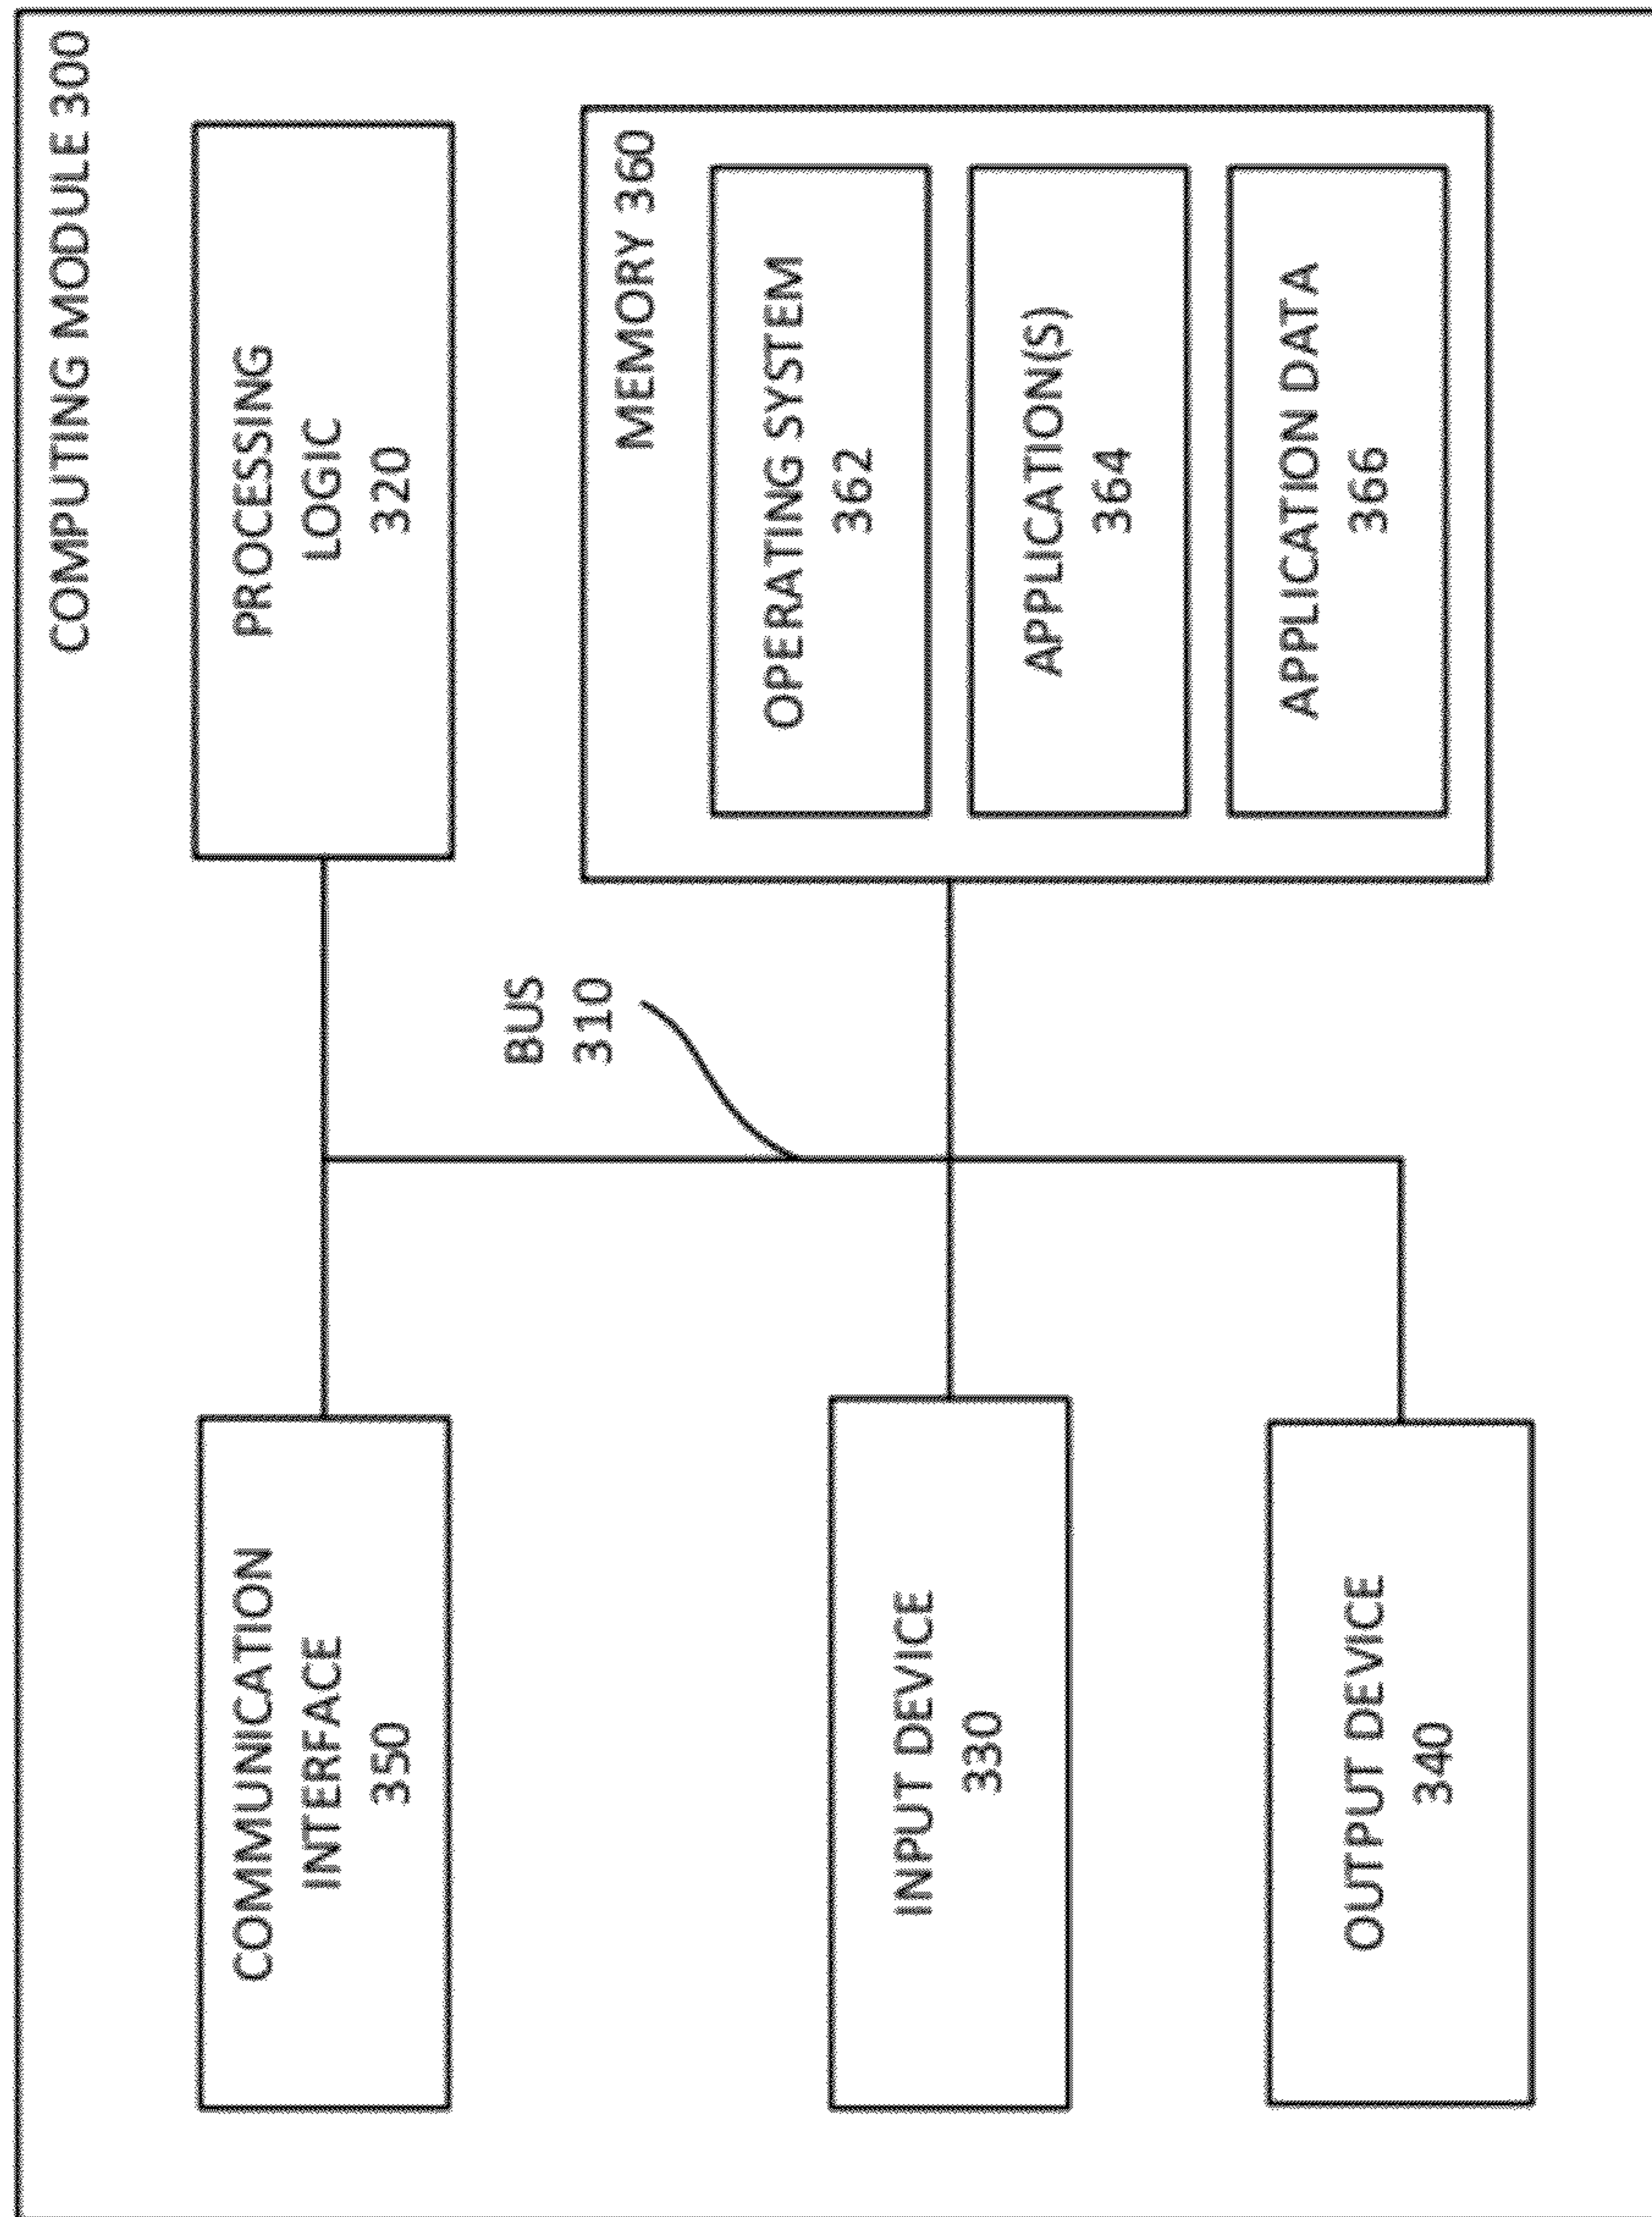 COMPUTING MODULE 300
COMMUNICATION
INTERFACE
350
PROCESSING
LOGIC
320
BUS
310
MEMORY 360
OPERATING SYSTEM
362
APPLICATION(S)
364
APPLICATION DATA
366
INPUT DEVICE
330
OUTPUT DEVICE
340